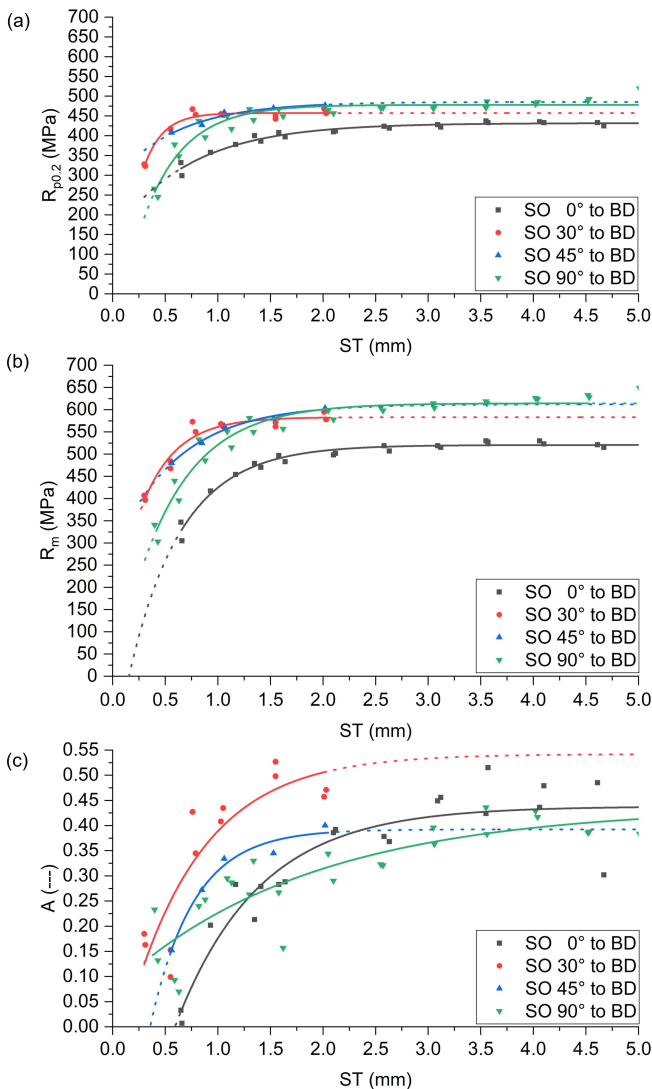 (a)
700
650
600
550
500
450
400
350
300
250
200
150
100
50
0
R_p0.2 (MPa)
SO 0° to BD
SO 30° to BD
SO 45° to BD
SO 90° to BD
0.0 0.5 1.0 1.5 2.0 2.5 3.0 3.5 4.0 4.5 5.0
ST (mm)
(b)
700
650
600
550
500
450
400
350
300
250
200
150
100
50
0
R_m (MPa)
SO 0° to BD
SO 30° to BD
SO 45° to BD
SO 90° to BD
0.0 0.5 1.0 1.5 2.0 2.5 3.0 3.5 4.0 4.5 5.0
ST (mm)
(c)
0.55
0.50
0.45
0.40
0.35
0.30
0.25
0.20
0.15
0.10
0.05
0.00
A (---)
SO 0° to BD
SO 30° to BD
SO 45° to BD
SO 90° to BD
0.0 0.5 1.0 1.5 2.0 2.5 3.0 3.5 4.0 4.5 5.0
ST (mm)